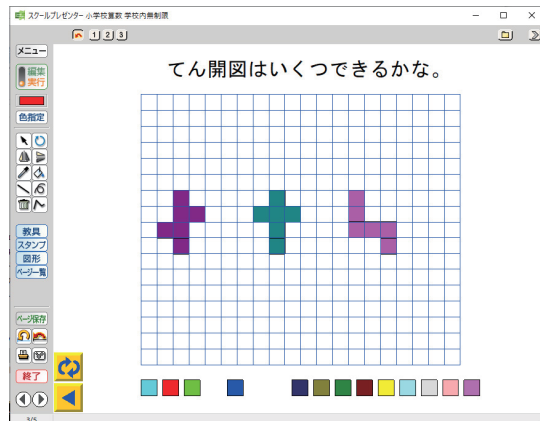 スクールプレゼンター 小学校算数 学校内無制限
1 2 3
メニュー
てん開図はいくつできるかな。
編集
実行
色指定
教具
スタンプ
図形
ページ一覧
ページ保存
終了
3/5